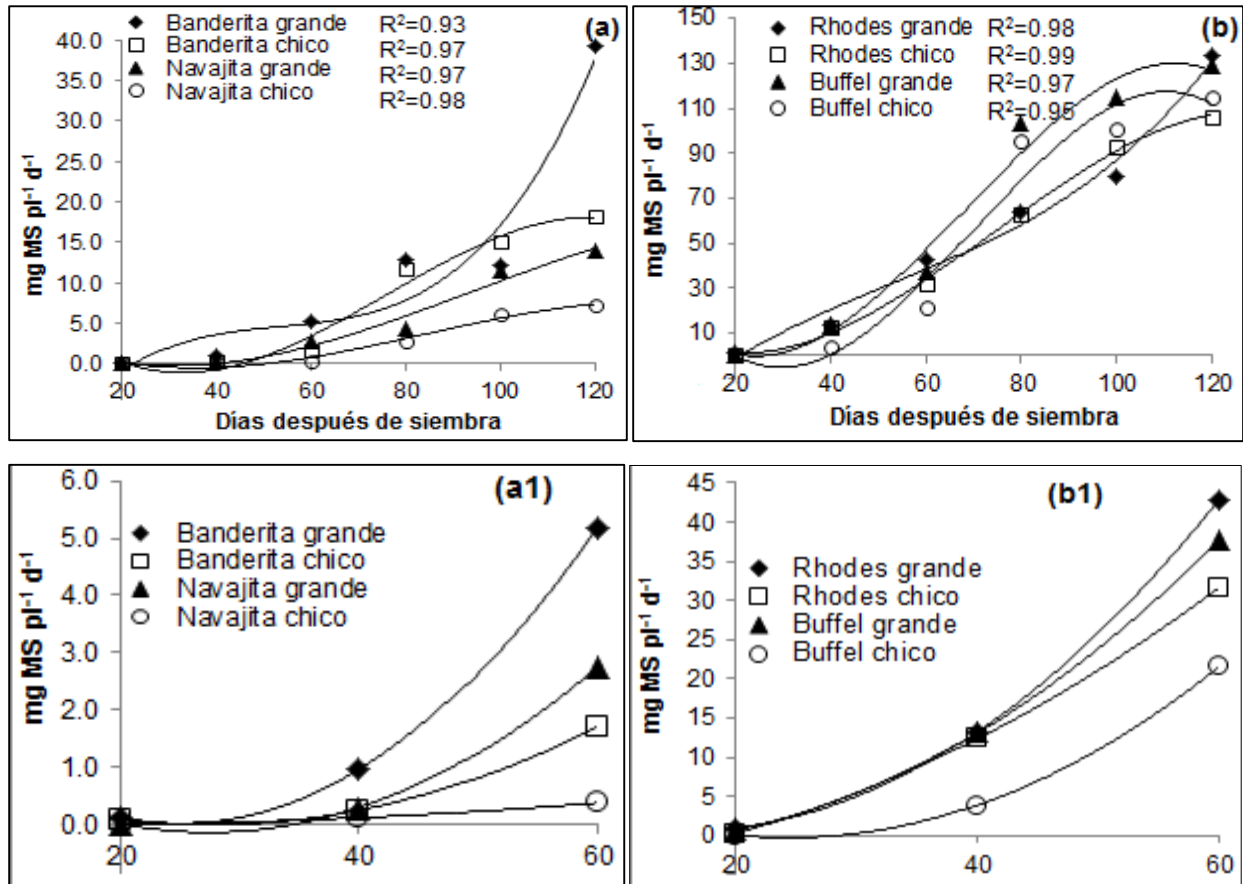 Banderita grande R²=0.93
(a)
Banderita chico R²=0.97
Navajita grande R²=0.97
Navajita chico R²=0.98
40.0
35.0
30.0
25.0
20.0
15.0
10.0
5.0
0.0
mg MS pl⁻¹ d⁻¹
20 40 60 80 100 120
Días después de siembra
Rhodes grande R²=0.98
(b)
Rhodes chico R²=0.99
Buffel grande R²=0.97
Buffel chico R²=0.95
150
130
110
90
70
50
30
10
mg MS pl⁻¹ d⁻¹
20 40 60 80 100 120
Días después de siembra
(a1)
Banderita grande
Banderita chico
Navajita grande
Navajita chico
6.0
5.0
4.0
3.0
2.0
1.0
0.0
mg MS pl⁻¹ d⁻¹
20 40 60
(b1)
Rhodes grande
Rhodes chico
Buffel grande
Buffel chico
45
40
35
30
25
20
15
10
5
0
mg MS pl⁻¹ d⁻¹
20 40 60